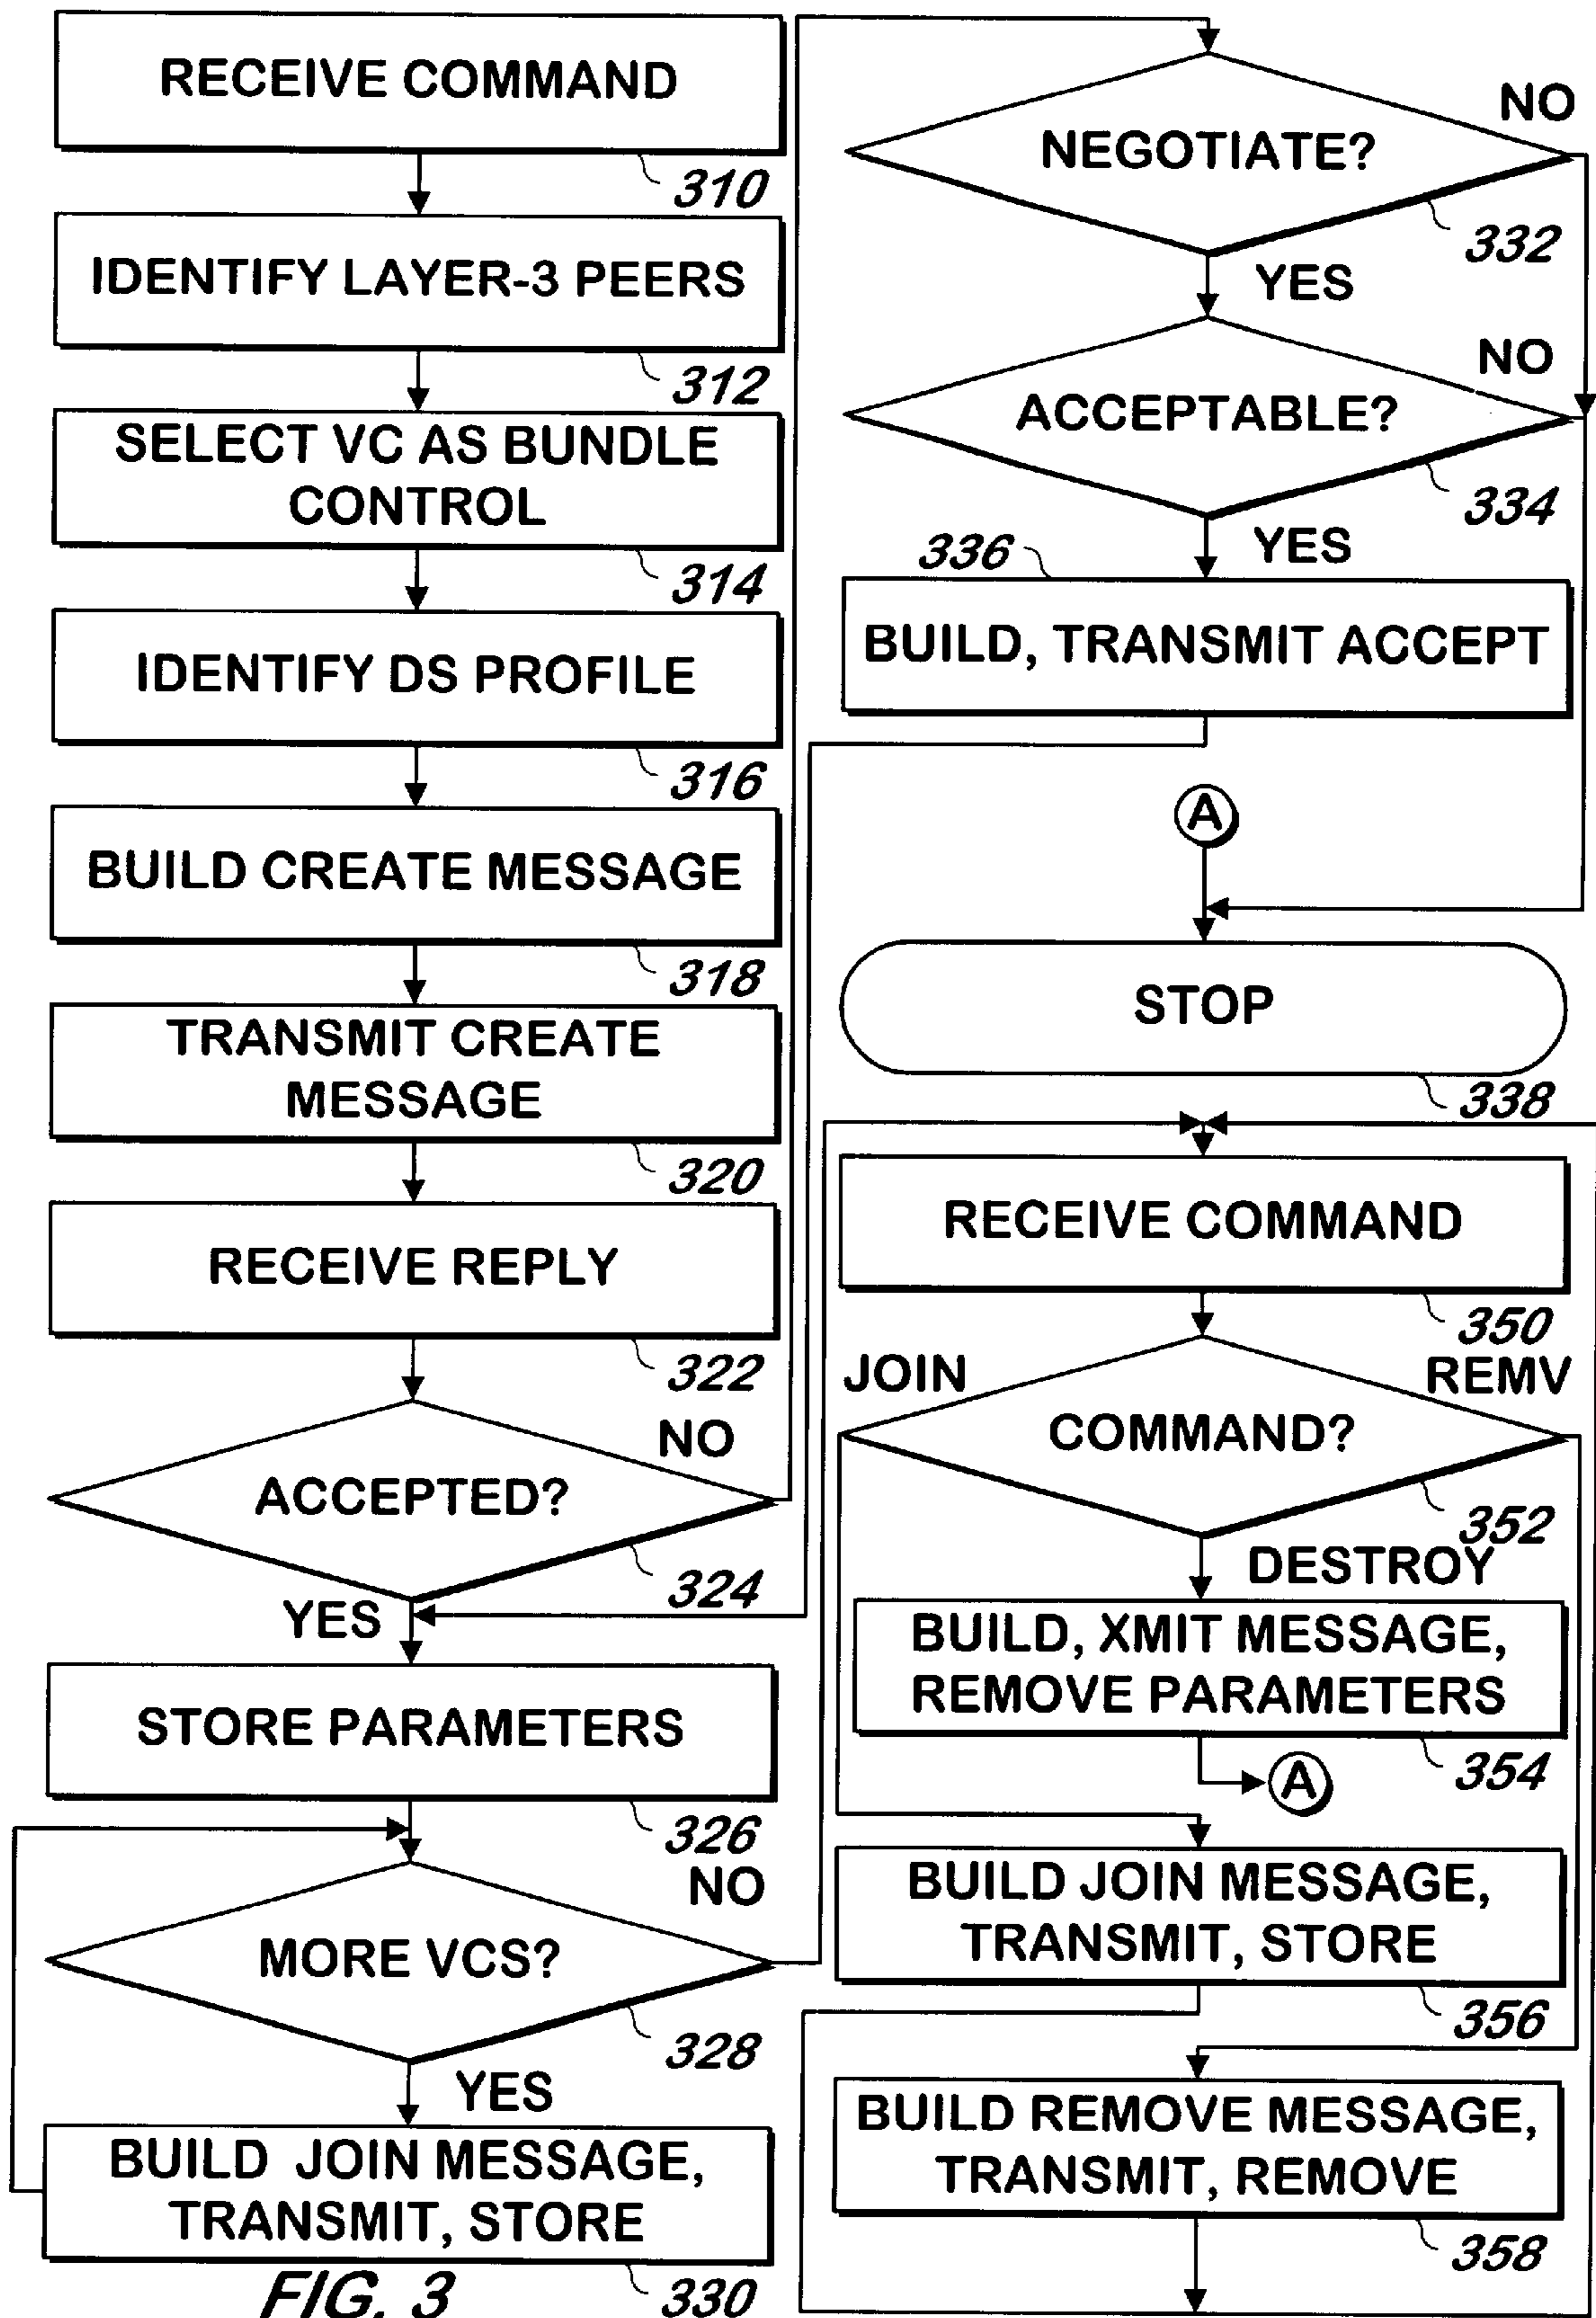 RECEIVE COMMAND
310
IDENTIFY LAYER-3 PEERS
312
SELECT VC AS BUNDLE
CONTROL
314
IDENTIFY DS PROFILE
316
BUILD CREATE MESSAGE
318
TRANSMIT CREATE
MESSAGE
320
RECEIVE REPLY
322
NO
ACCEPTED?
324
YES
STORE PARAMETERS
326
NO
MORE VCS?
328
YES
BUILD JOIN MESSAGE,
TRANSMIT, STORE
330
FIG. 3
NO
NEGOTIATE?
332
YES
NO
ACCEPTABLE?
334
YES
336
BUILD, TRANSMIT ACCEPT
A
STOP
338
RECEIVE COMMAND
350
JOIN
REMV
COMMAND?
352
DESTROY
BUILD, XMIT MESSAGE,
REMOVE PARAMETERS
354
A
BUILD JOIN MESSAGE,
TRANSMIT, STORE
356
BUILD REMOVE MESSAGE,
TRANSMIT, REMOVE
358